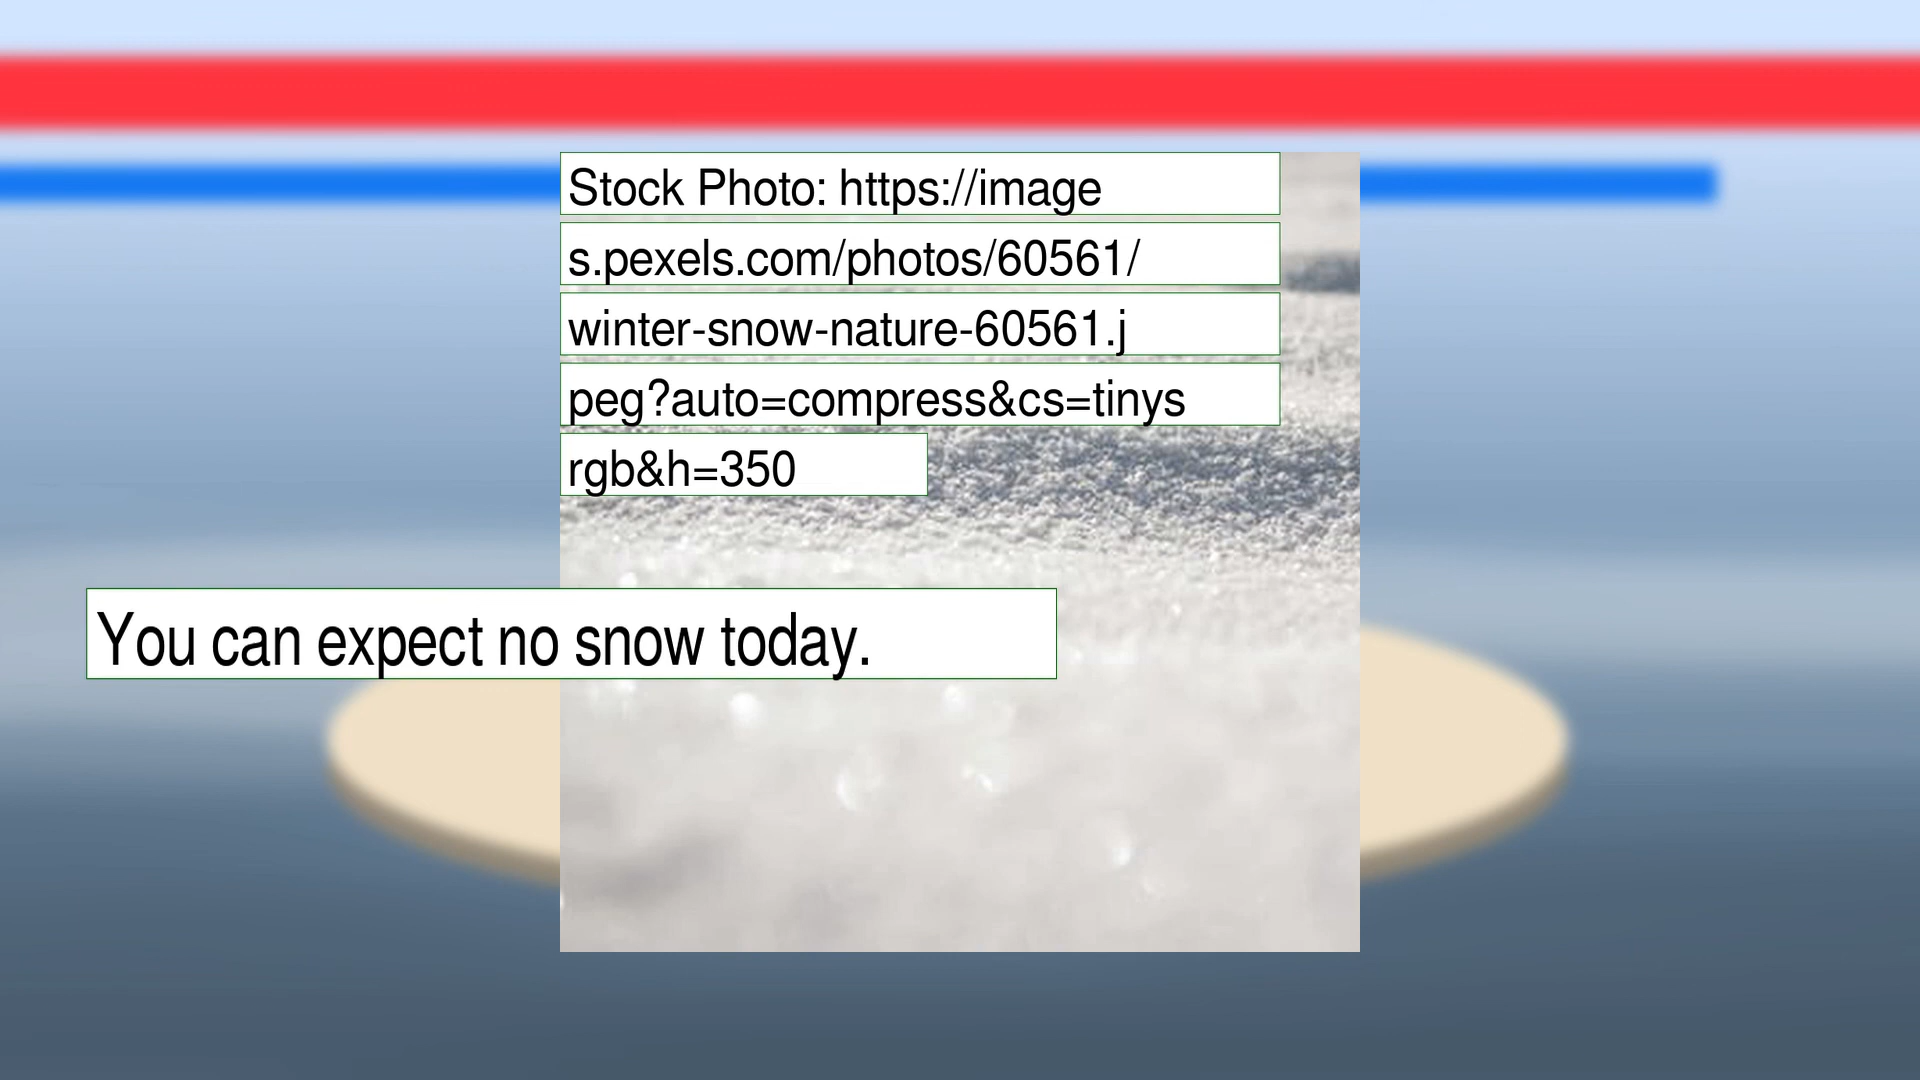 Stock Photo: https://image
s.pexels.com/photos/60561/
winter-snow-nature-60561.j
peg?auto=compress&cs=tinys
rgb&h=350
You can expect no snow today.